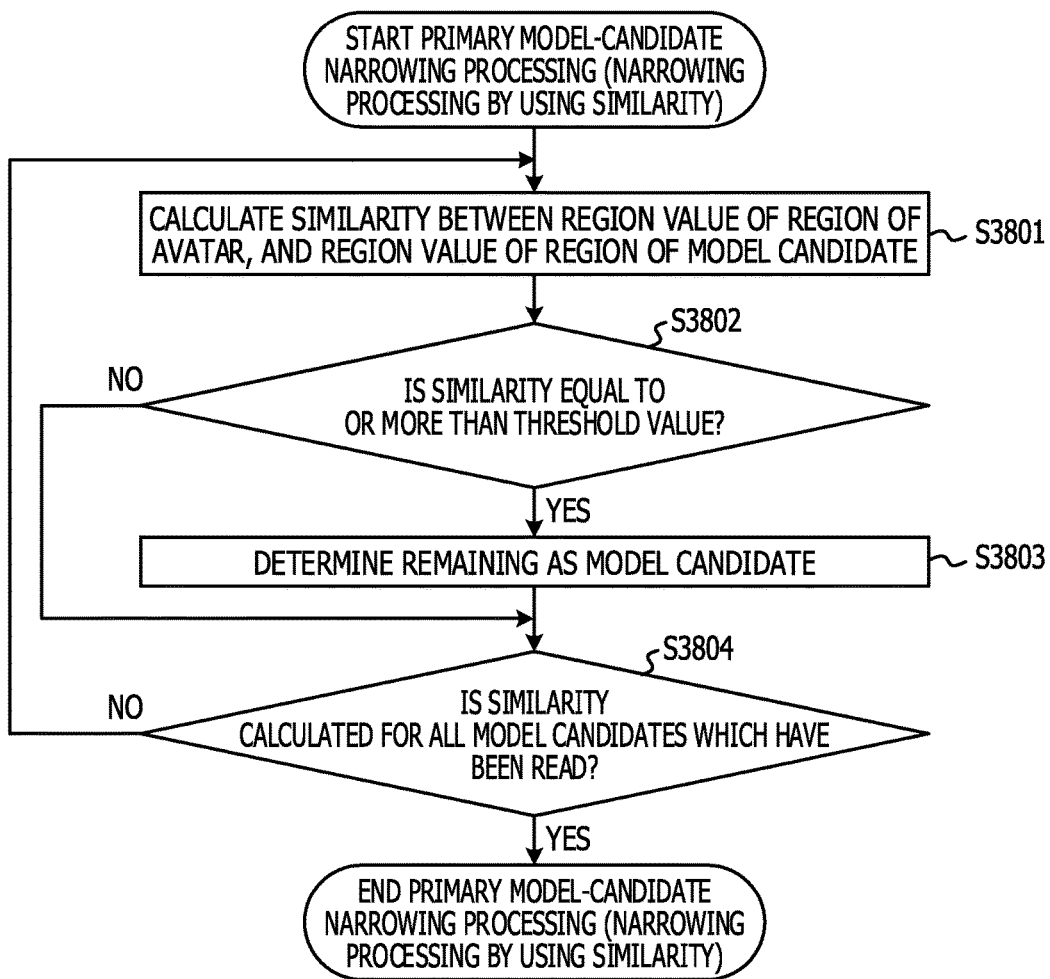 START PRIMARY MODEL-CANDIDATE
NARROWING PROCESSING (NARROWING
PROCESSING BY USING SIMILARITY)
CALCULATE SIMILARITY BETWEEN REGION VALUE OF REGION OF
AVATAR, AND REGION VALUE OF REGION OF MODEL CANDIDATE
S3801
S3802
NO
IS SIMILARITY EQUAL TO
OR MORE THAN THRESHOLD VALUE?
YES
DETERMINE REMAINING AS MODEL CANDIDATE
S3803
S3804
NO
IS SIMILARITY
CALCULATED FOR ALL MODEL CANDIDATES WHICH HAVE
BEEN READ?
YES
END PRIMARY MODEL-CANDIDATE
NARROWING PROCESSING (NARROWING
PROCESSING BY USING SIMILARITY)